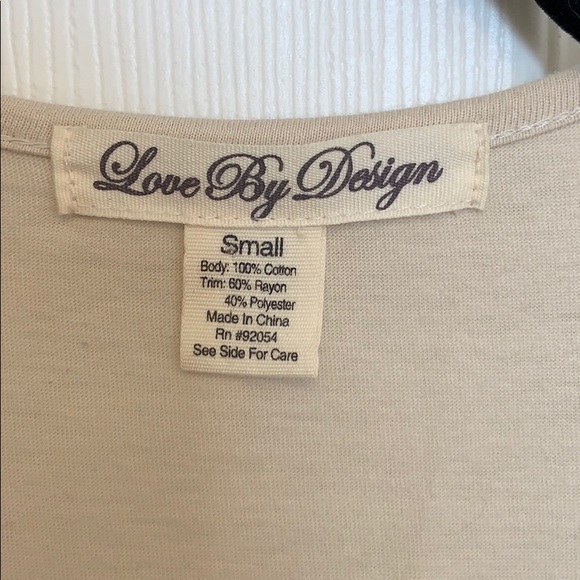 Love By Design
Small
Body: 100% Cotton
Trim: 60% Rayon
40% Polyester
Made In China
Rn #92054
See Side For Care